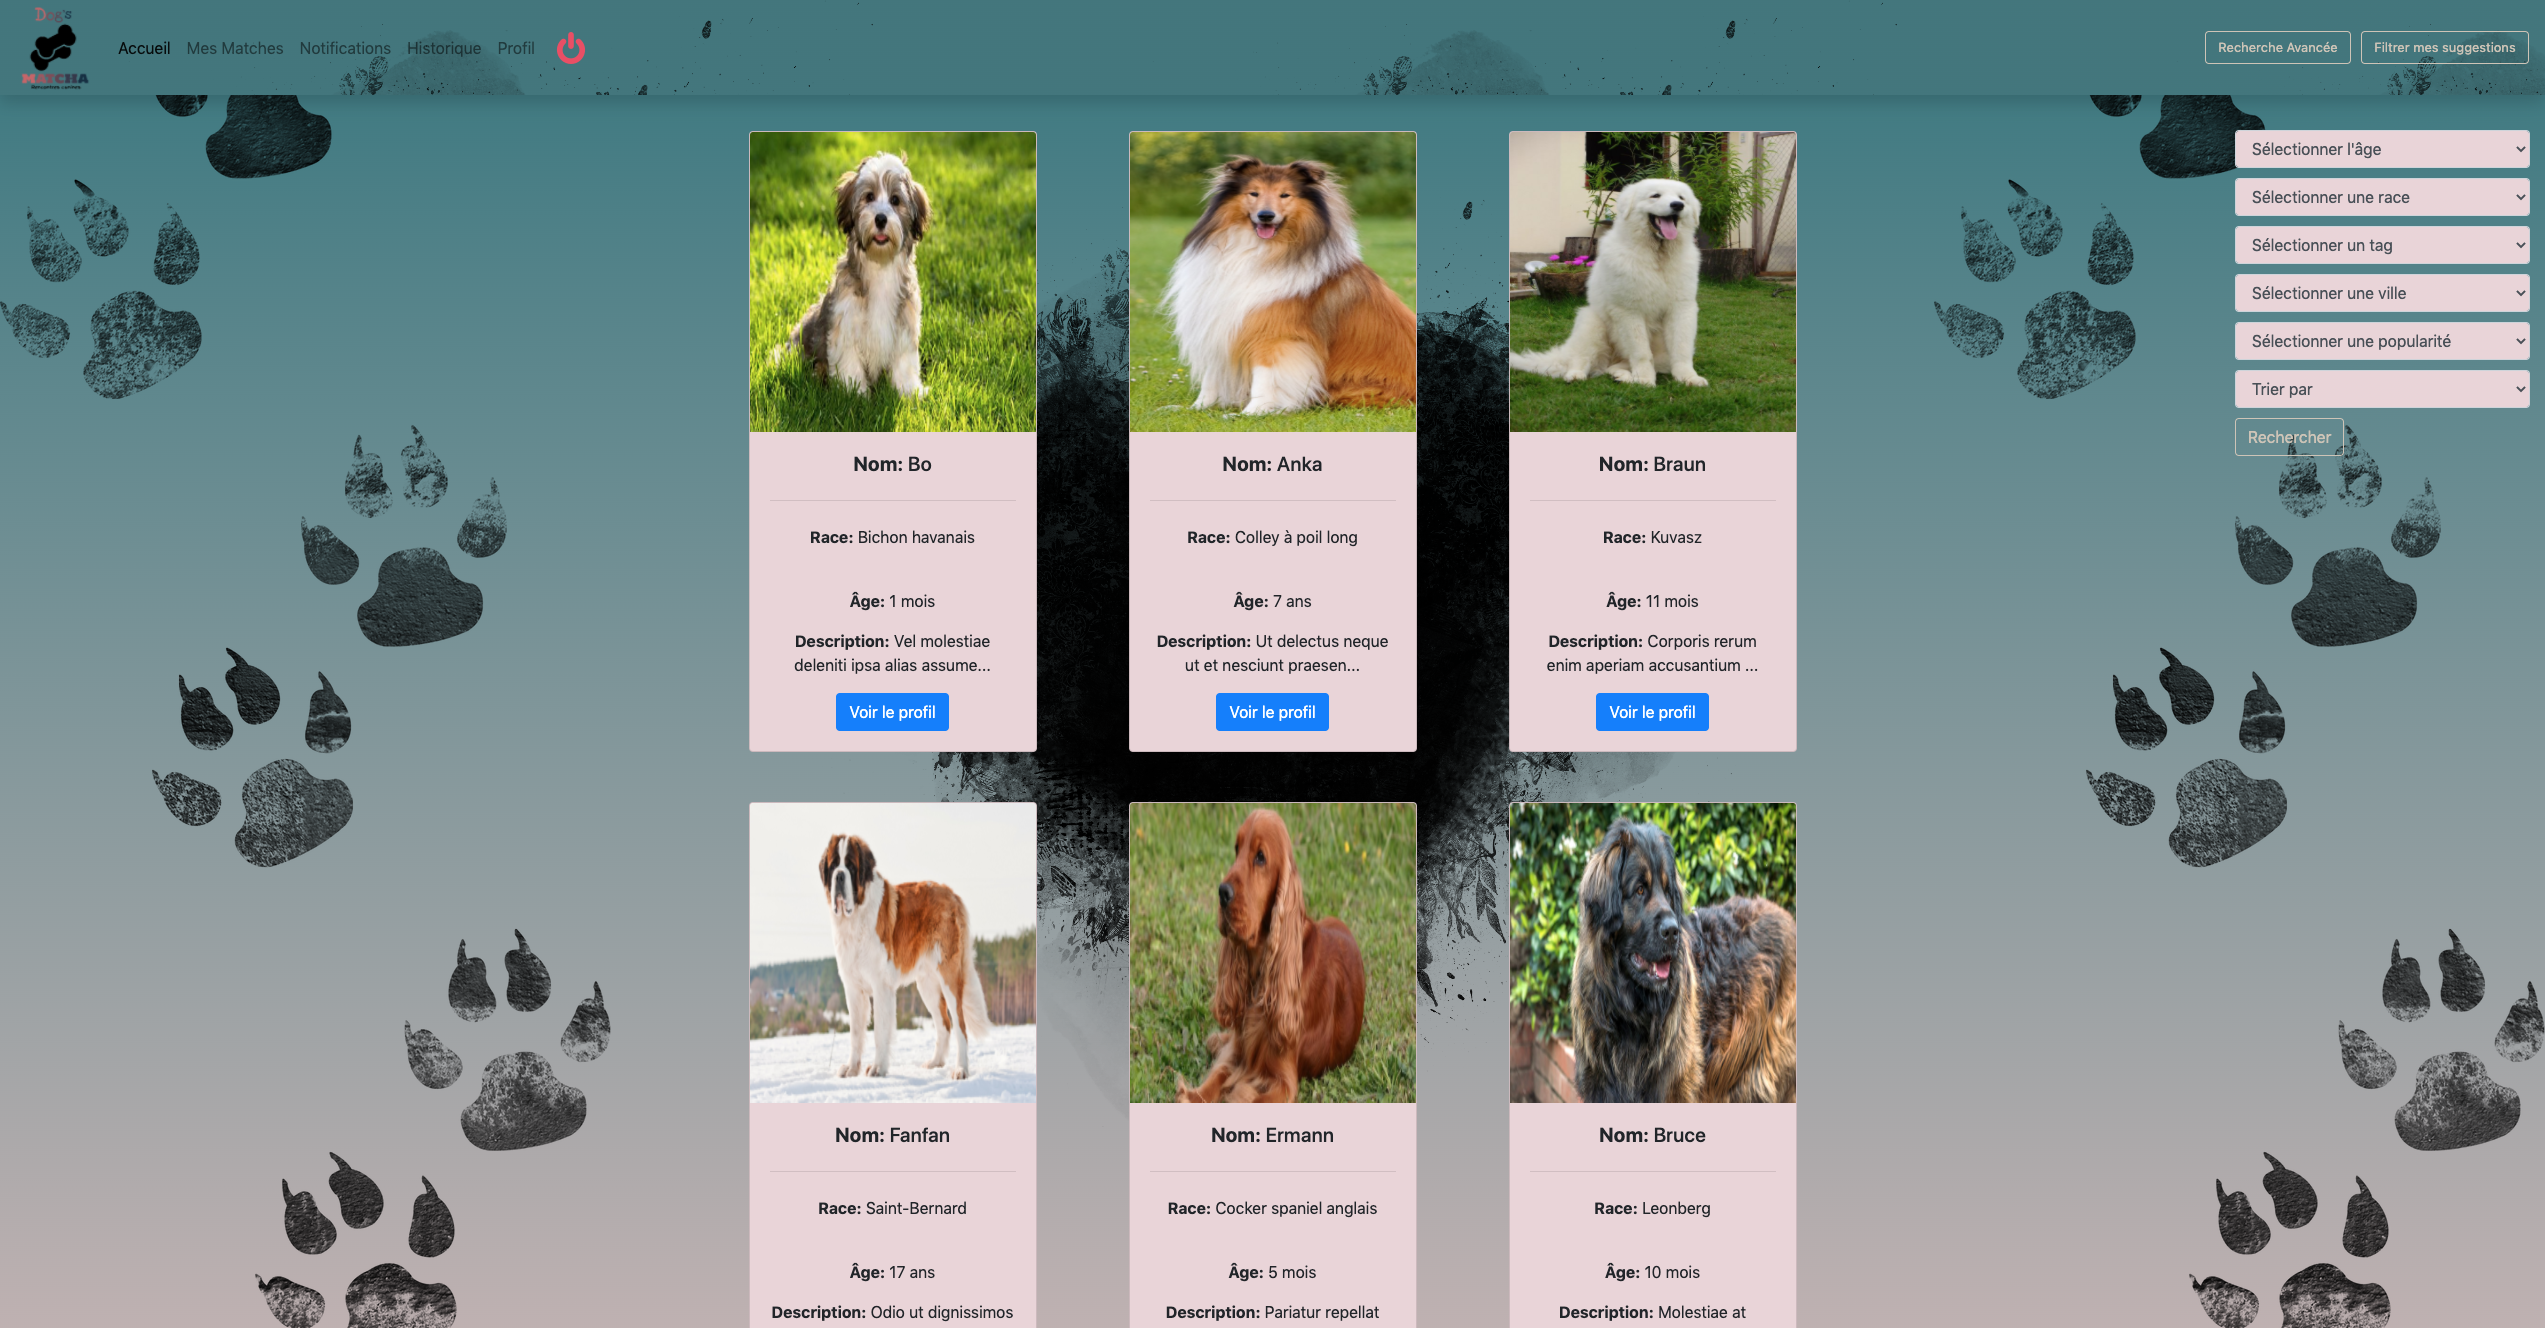 Dog's
MATCHA
Rencontres canines
Accueil Mes Matches Notifications Historique Profil
Recherche Avancée Filtrer mes suggestions
Sélectionner l'âge
Sélectionner une race
Sélectionner un tag
Sélectionner une ville
Sélectionner une popularité
Trier par
Rechercher
Nom: Bo
Race: Bichon havanais
Âge: 1 mois
Description: Vel molestiae
deleniti ipsa alias assume...
Voir le profil
Nom: Anka
Race: Colley à poil long
Âge: 7 ans
Description: Ut delectus neque
ut et nesciunt praesen...
Voir le profil
Nom: Braun
Race: Kuvasz
Âge: 11 mois
Description: Corporis rerum
enim aperiam accusantium ...
Voir le profil
Nom: Fanfan
Race: Saint-Bernard
Âge: 17 ans
Description: Odio ut dignissimos
Nom: Ermann
Race: Cocker spaniel anglais
Âge: 5 mois
Description: Pariatur repellat
Nom: Bruce
Race: Leonberg
Âge: 10 mois
Description: Molestiae at